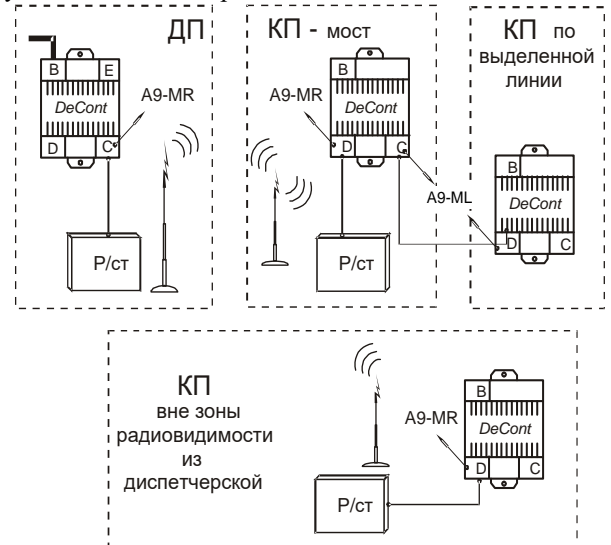 ДП
B E
DeCont
D C
A9-MR
Р/ст
КП - мост
B
A9-MR
DeCont
D C
A9-ML
Р/ст
КП по
выделенной
линии
B
DeCont
D C
КП
вне зоны
радиовидимости
из
диспетчерской
B
A9-MR
DeCont
D C
Р/ст